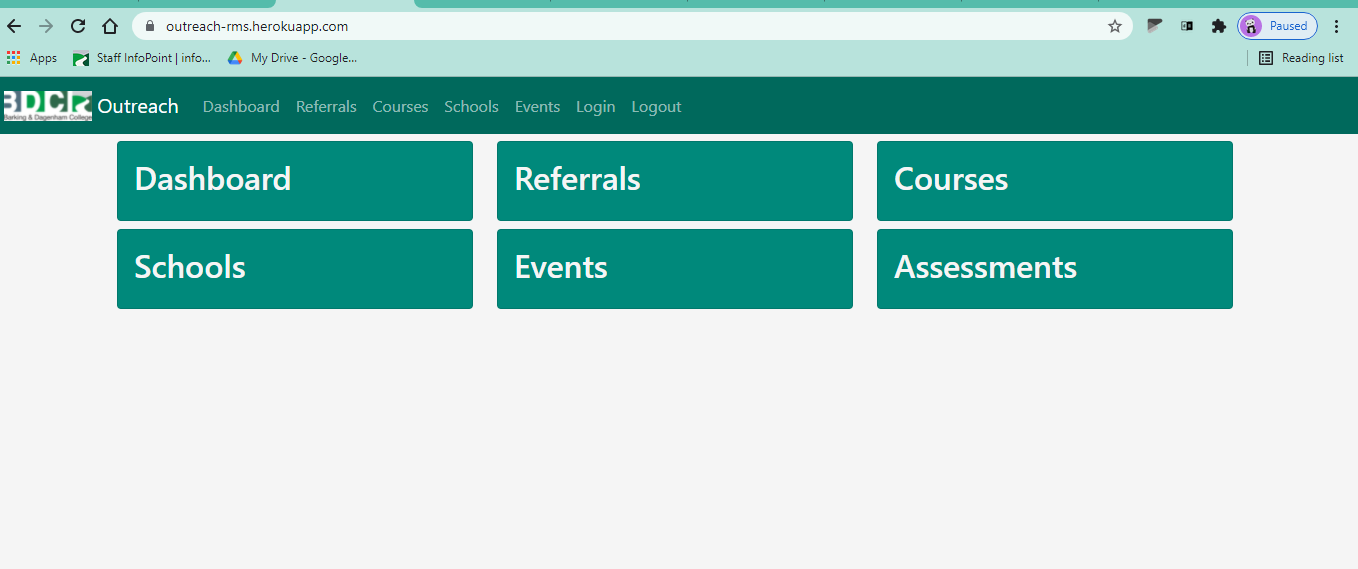 outreach-rms.herokuapp.com
Paused
Apps
Staff InfoPoint | info...
My Drive - Google...
Reading list
BDC
Barking & Dagenham College
Outreach
Dashboard
Referrals
Courses
Schools
Events
Login
Logout
Dashboard
Referrals
Courses
Schools
Events
Assessments